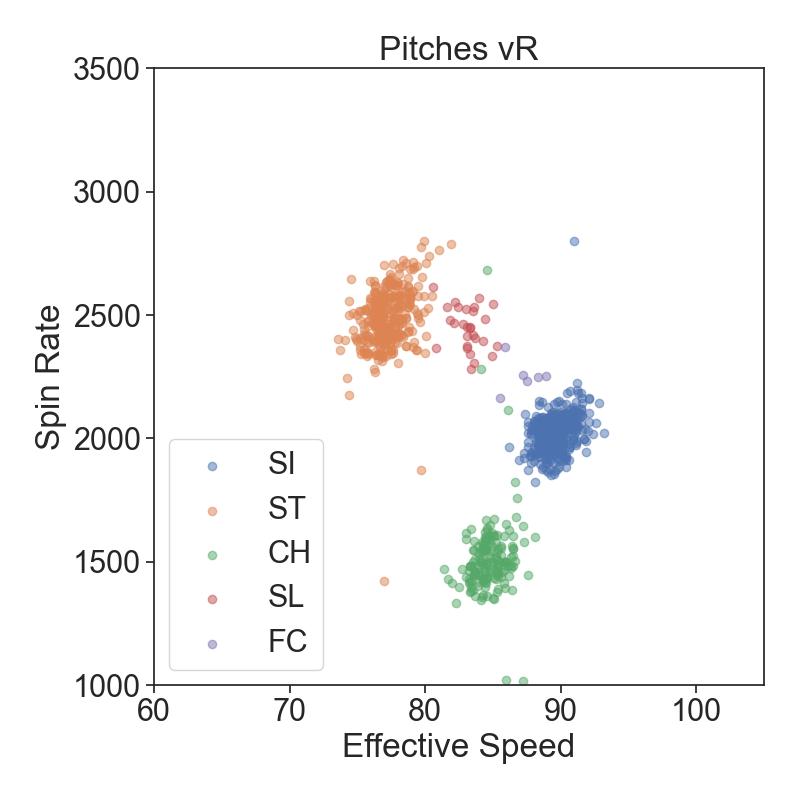 Pitches vR
3500
3000
2500
2000
1500
1000
Spin Rate
SI
ST
CH
SL
FC
60 70 80 90 100
Effective Speed